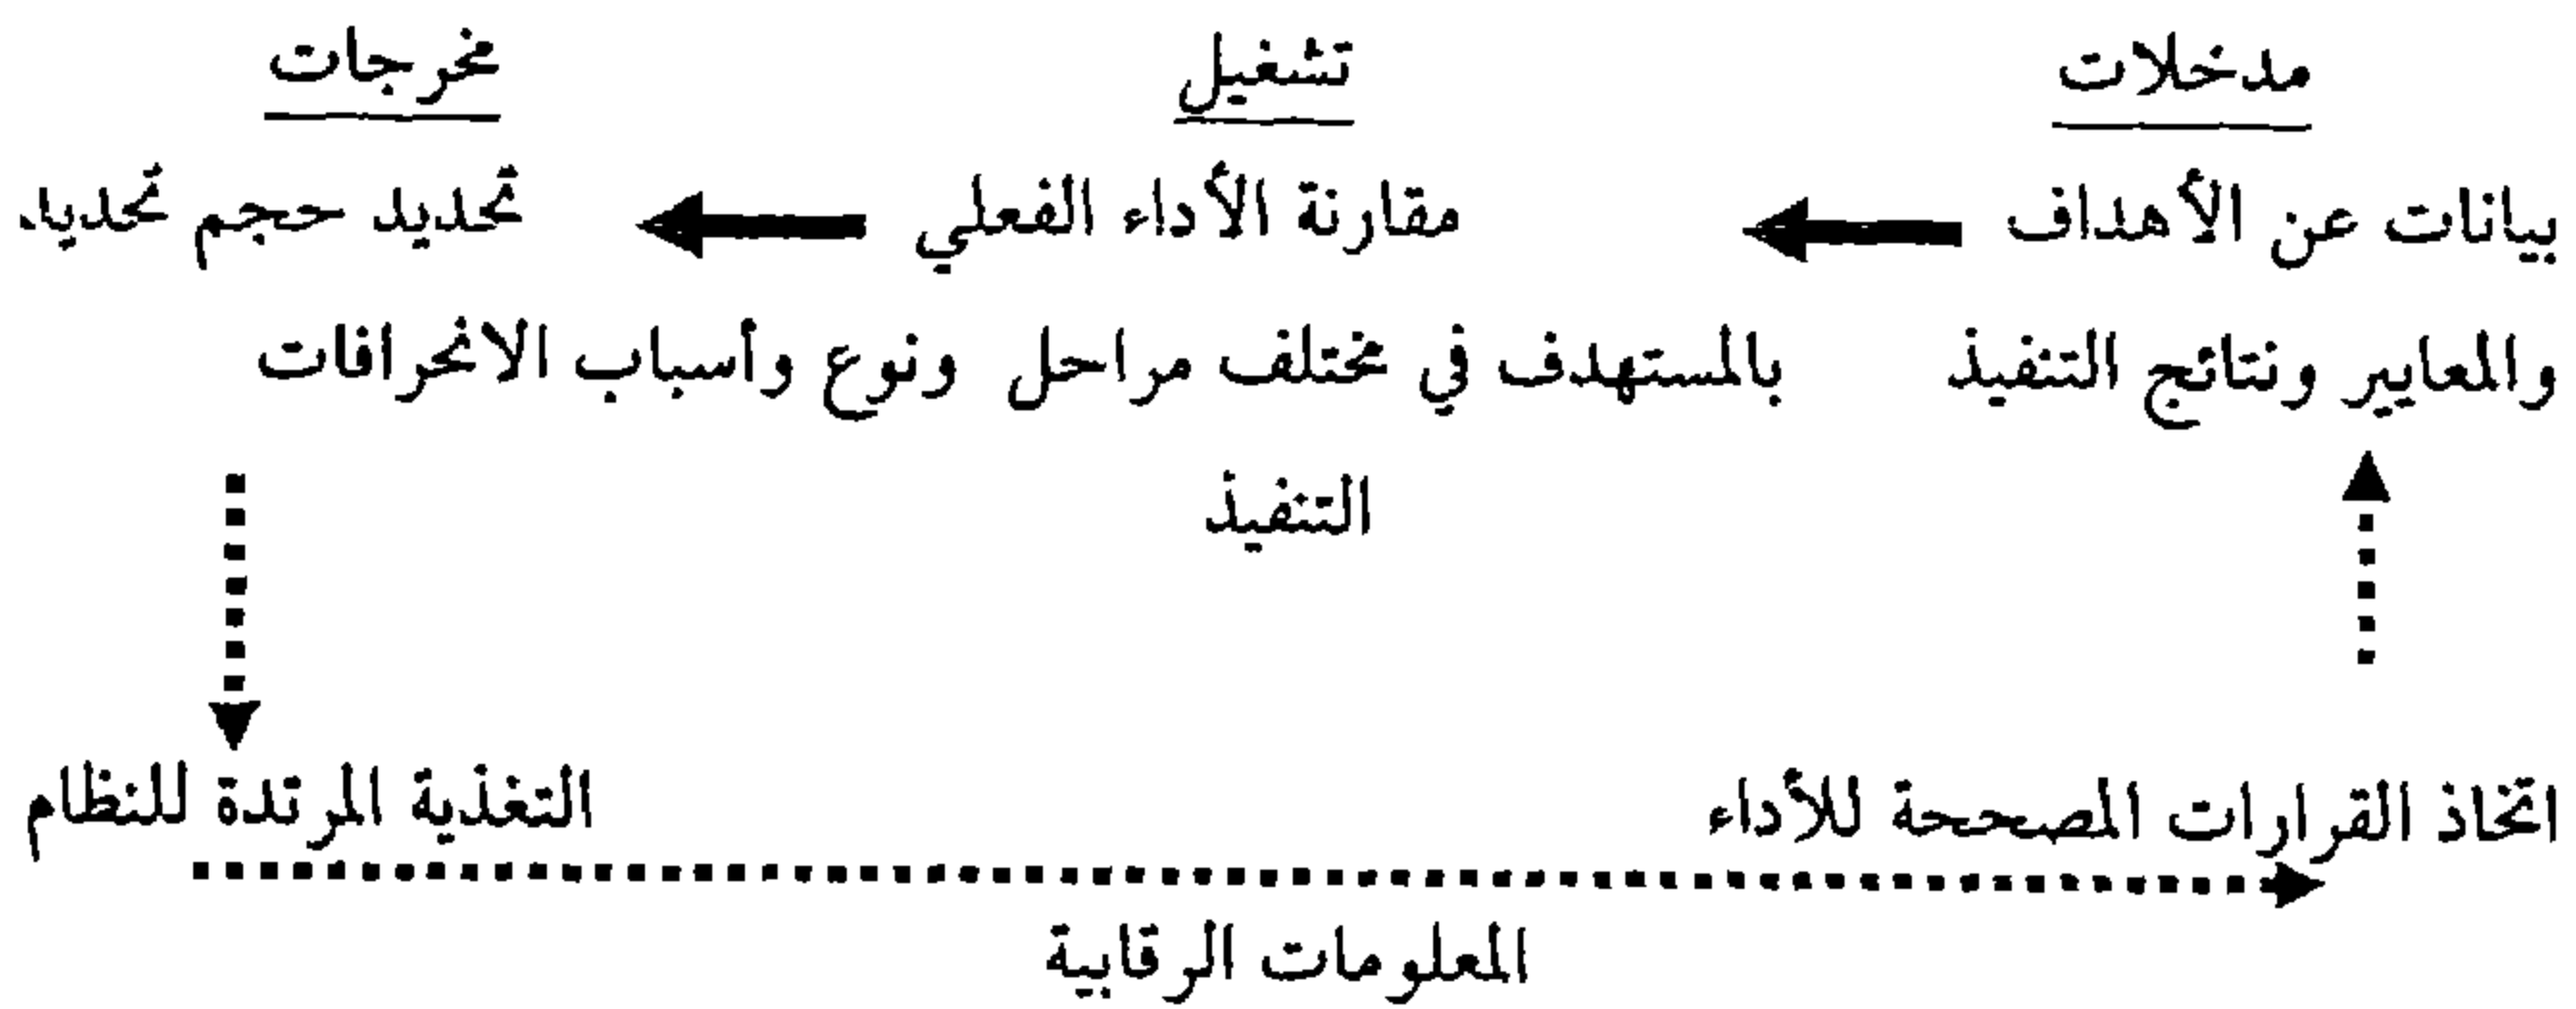 مدخلات
تشغيل
مخرجات
بيانات عن الأهداف
مقارنة الأداء الفعلي
تحديد حجم تحديد
والمعايير ونتائج التنفيذ
بالمستهدف في مختلف مراحل
ونوع وأسباب الانحرافات
التنفيذ
اتخاذ القرارات المصححة للأداء
التغذية المرتدة للنظام
المعلومات الرقابية